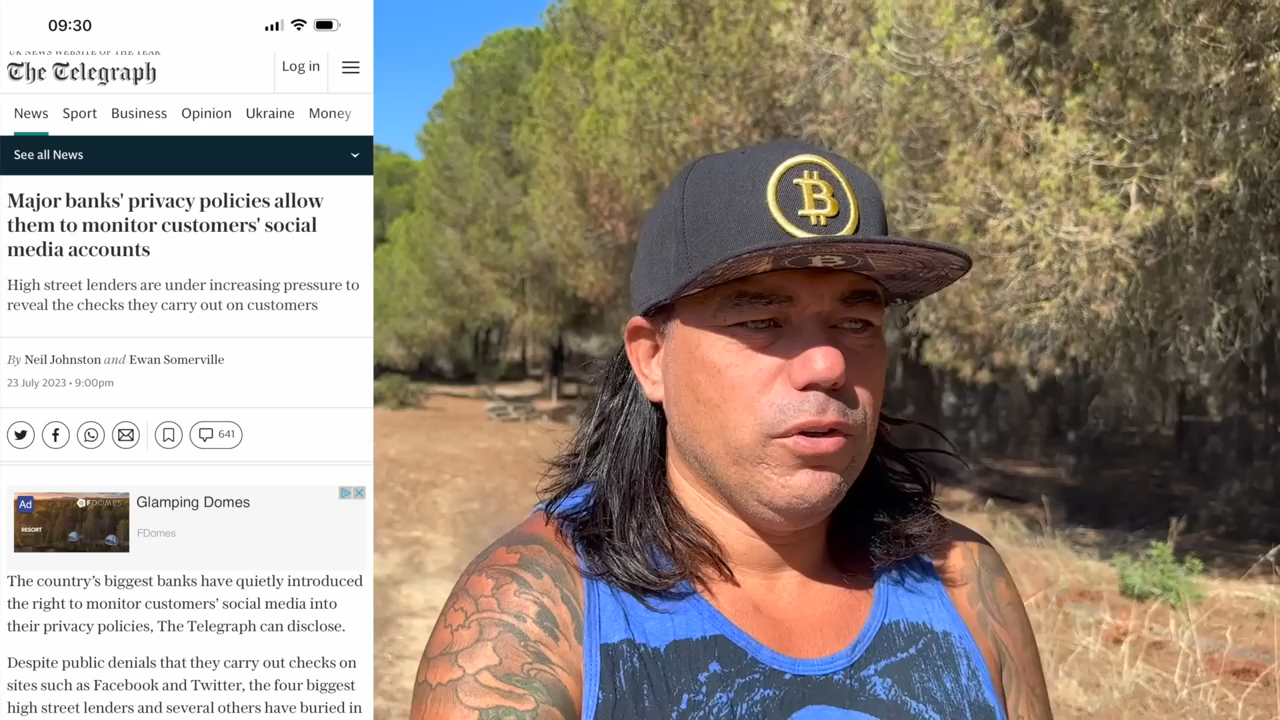 09:30
UK NEWS WEBSITE OF THE YEAR
The Telegraph
Log in
News Sport Business Opinion Ukraine Money
See all News
Major banks' privacy policies allow
them to monitor customers' social
media accounts
High street lenders are under increasing pressure to
reveal the checks they carry out on customers
By Neil Johnston and Ewan Somerville
23 July 2023 • 9:00pm
641
Ad
FDOMES
RESORT
Glamping Domes
FDomes
The country’s biggest banks have quietly introduced
the right to monitor customers’ social media into
their privacy policies, The Telegraph can disclose.
Despite public denials that they carry out checks on
sites such as Facebook and Twitter, the four biggest
high street lenders and several others have buried in